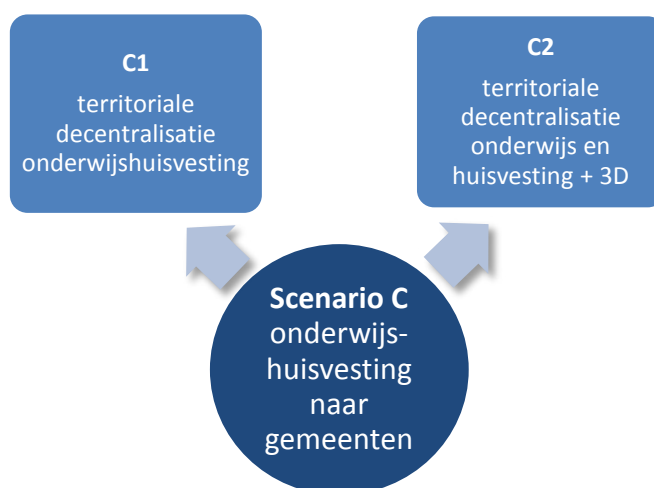 C1
territoriale
decentralisatie
onderwijshuisvesting
C2
territoriale
decentralisatie
onderwijs en
huisvesting + 3D
Scenario C
onderwijs-
huisvesting
naar
gemeenten